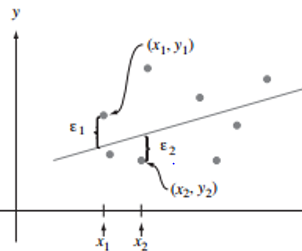 y
(x₁, y₁)
ε₁
ε₂
(x₂, y₂)
x₁ x₂